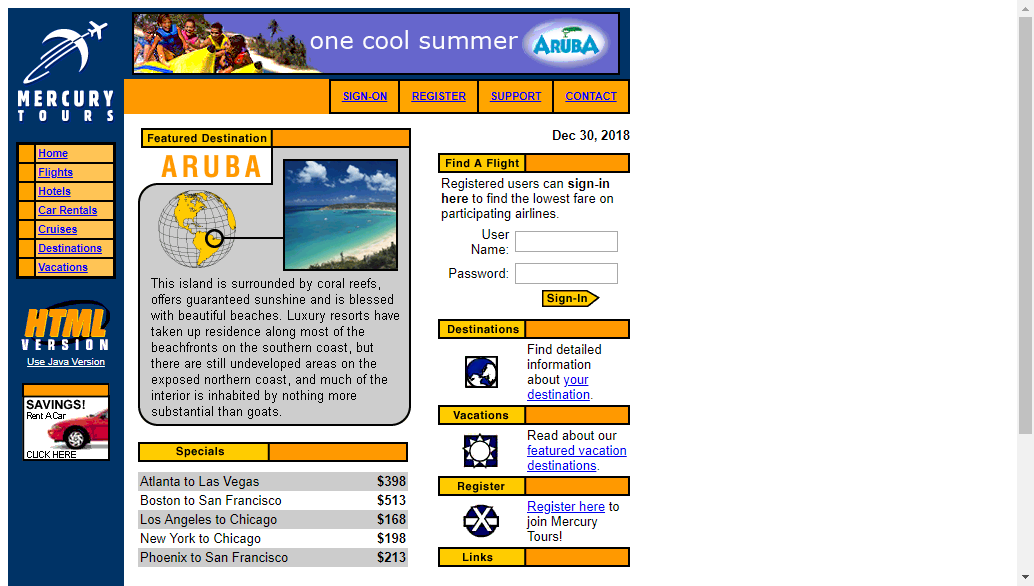 one cool summer
ARUBA
MERCURY
TOURS
SIGN-ON
REGISTER
SUPPORT
CONTACT
Home
Flights
Hotels
Car Rentals
Cruises
Destinations
Vacations
HTML
VERSION
Use Java Version
SAVINGS!
Rent A Car
CLICK HERE
Featured Destination
ARUBA
This island is surrounded by coral reefs,
offers guaranteed sunshine and is blessed
with beautiful beaches. Luxury resorts have
taken up residence along most of the
beachfronts on the southern coast, but
there are still undeveloped areas on the
exposed northern coast, and much of the
interior is inhabited by nothing more
substantial than goats.
Specials
Atlanta to Las Vegas $398
Boston to San Francisco $513
Los Angeles to Chicago $168
New York to Chicago $198
Phoenix to San Francisco $213
Dec 30, 2018
Find A Flight
Registered users can sign-in
here to find the lowest fare on
participating airlines.
User
Name:
Password:
Sign-In
Destinations
Find detailed
information
about your
destination.
Vacations
Read about our
featured vacation
destinations.
Register
Register here to
join Mercury
Tours!
Links